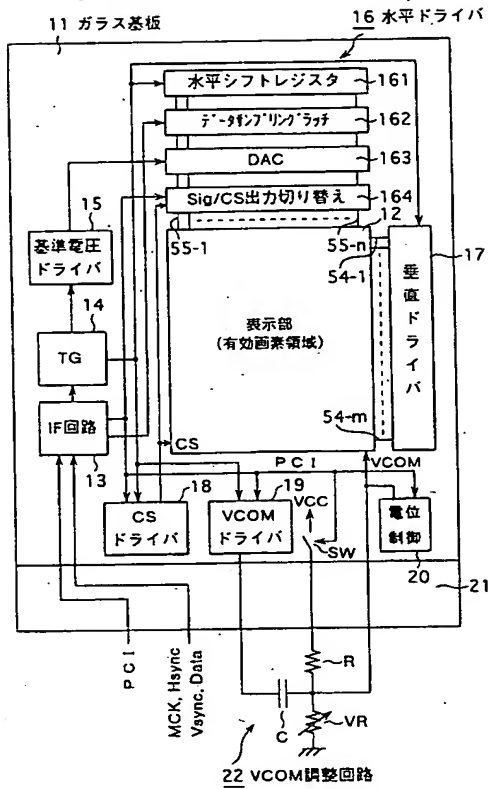 11 ガラス基板
16 水平ドライバ
水平シフトレジスタ
161
データサンプリングラッチ
162
DAC
163
Sig/CS出力切り替え
164
15
基準電圧
ドライバ
55-1
12
55-n
54-1
17
垂直ドライバ
表示部
(有効画素領域)
14
TG
IF回路
13
54-m
CS
PCI
VCOM
18
CS
ドライバ
19
VCOM
ドライバ
VCC
SW
電位
制御
20
21
PCI
MCK, Hsync
Vsync, Data
R
C
VR
22 VCOM調整回路